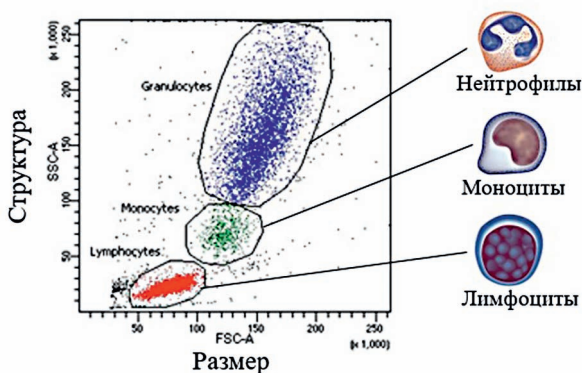 Структура
SSC-A
(x 1,000)
250
200
150
100
50
Granulocytes
Monocytes
Lymphocytes
50 100 150 200 250
FSC-A
(x 1,000)
Размер
Нейтрофилы
Моноциты
Лимфоциты